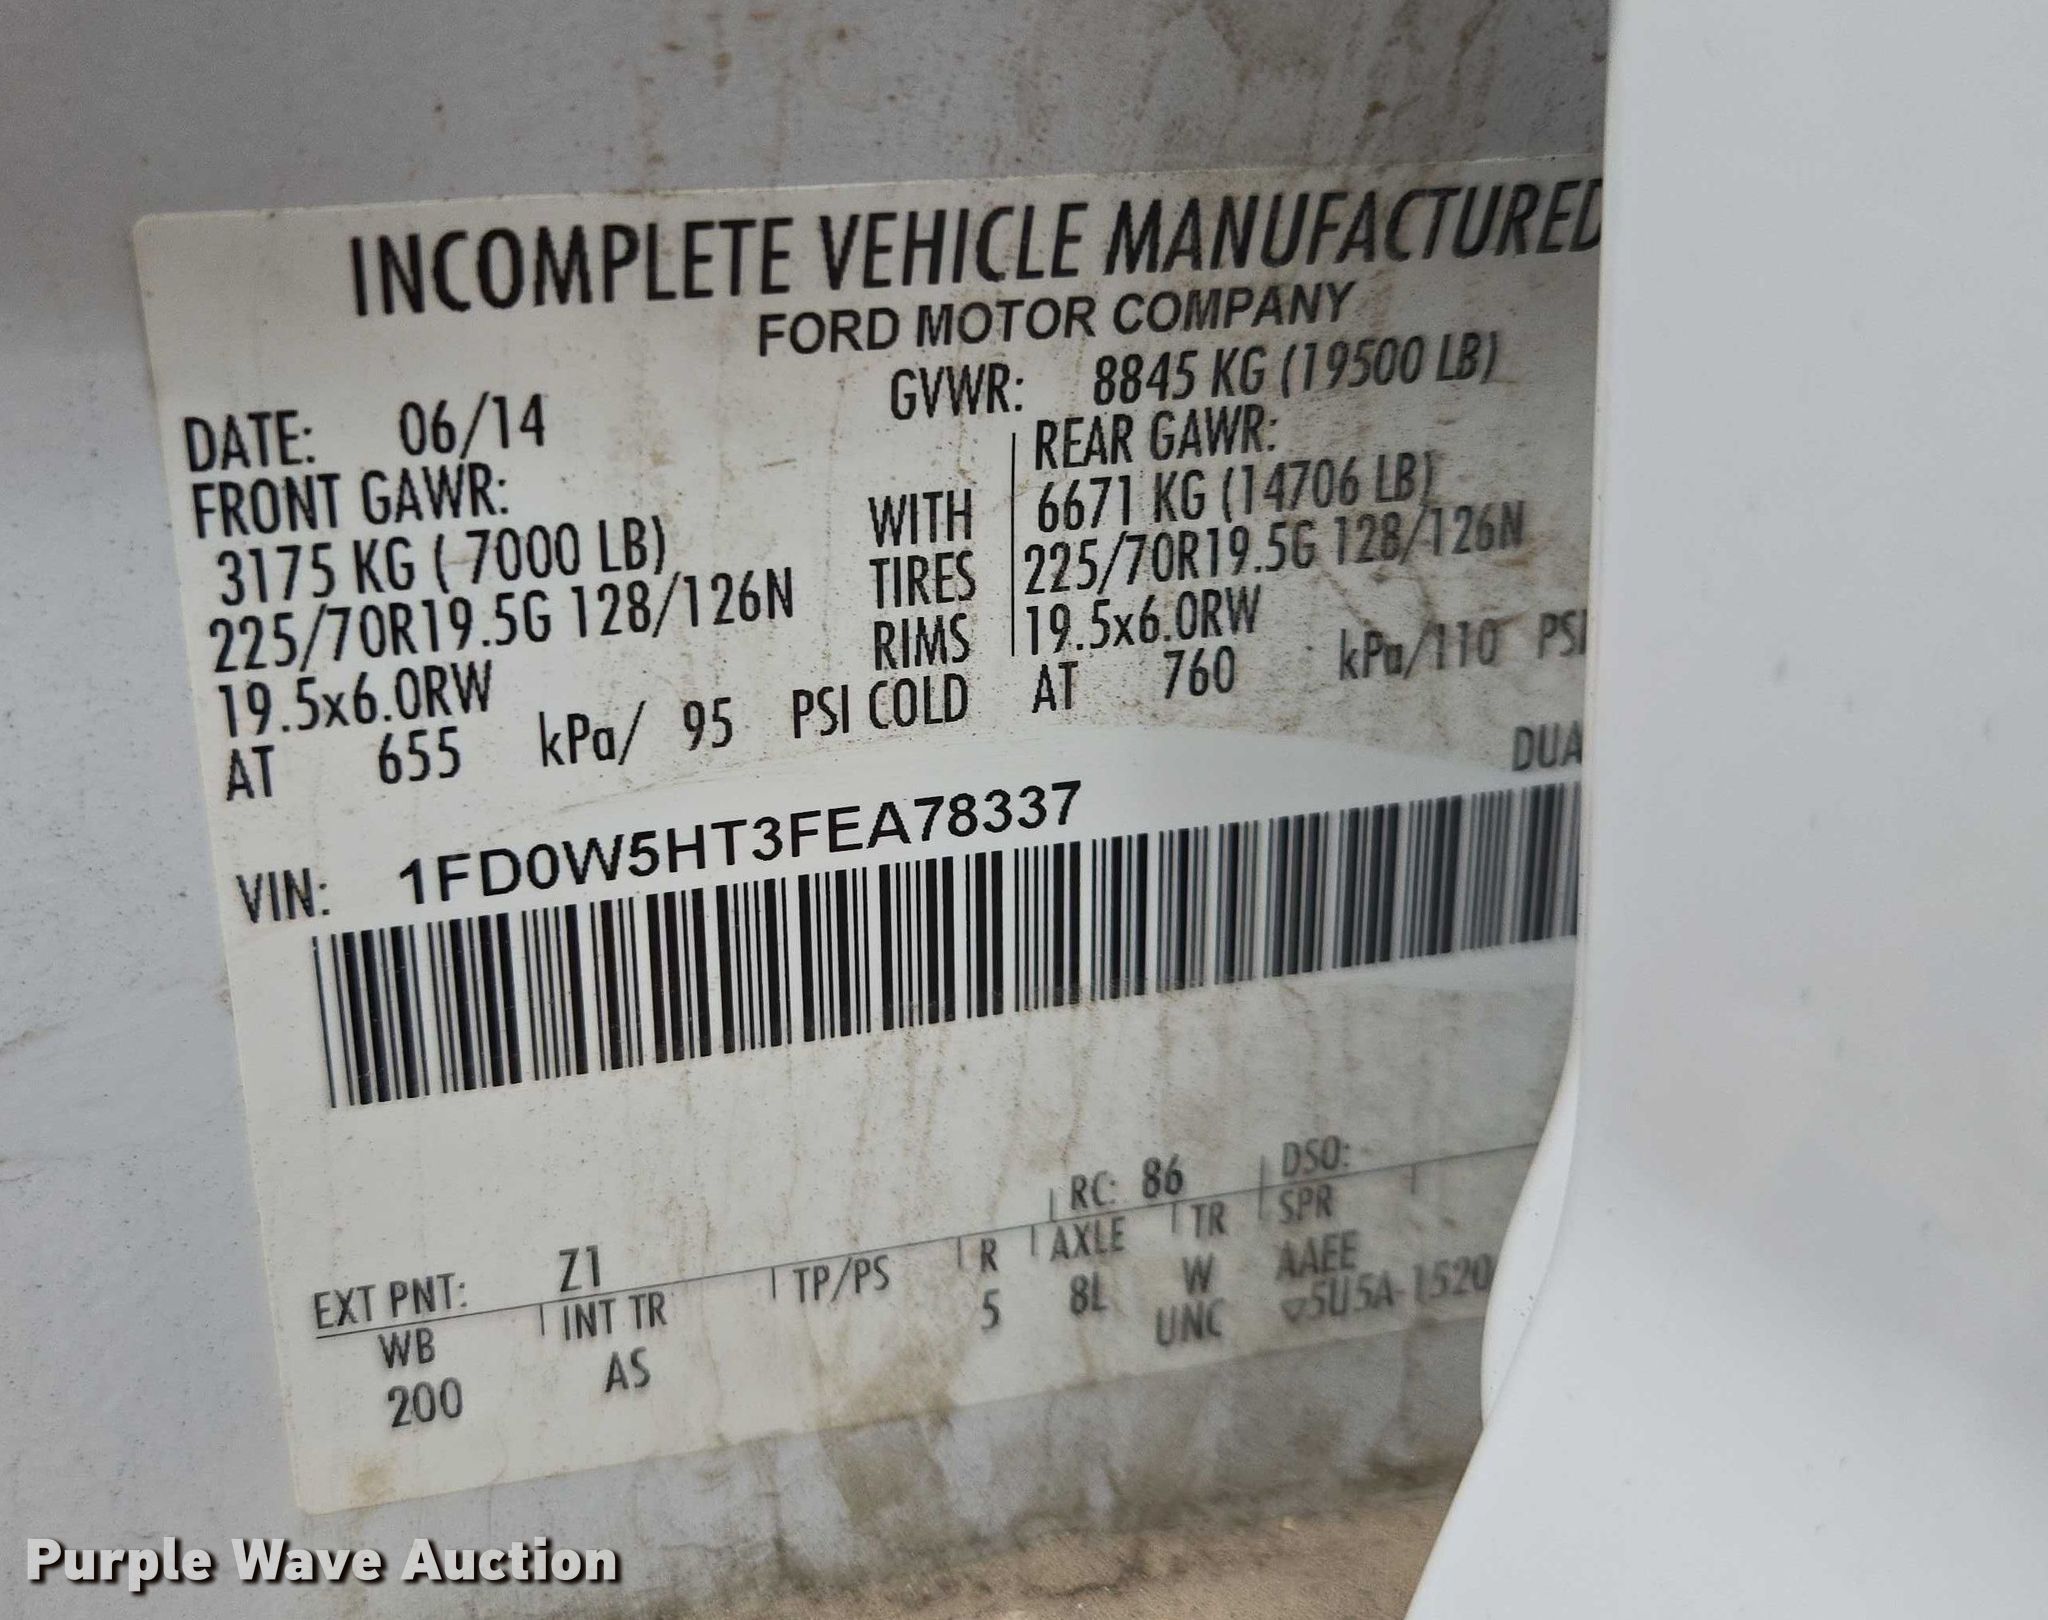 INCOMPLETE VEHICLE MANUFACTURED
FORD MOTOR COMPANY
DATE: 06/14 GVWR: 8845 KG (19500 LB)
FRONT GAWR: REAR GAWR:
3175 KG ( 7000 LB) WITH 6671 KG (14706 LB)
225/70R19.5G 128/126N TIRES 225/70R19.5G 128/126N
19.5x6.0RW RIMS 19.5x6.0RW
AT 655 kPa/ 95 PSI COLD AT 760 kPa/110 PSI
DUA
VIN: 1FD0W5HT3FEA78337
EXT PNT: Z1 RC: 86 DSO:
WB INT TR TP/PS R AXLE TR SPR
200 AS 5 8L W AAEE
UNC ▽5U5A-1520
Purple Wave Auction